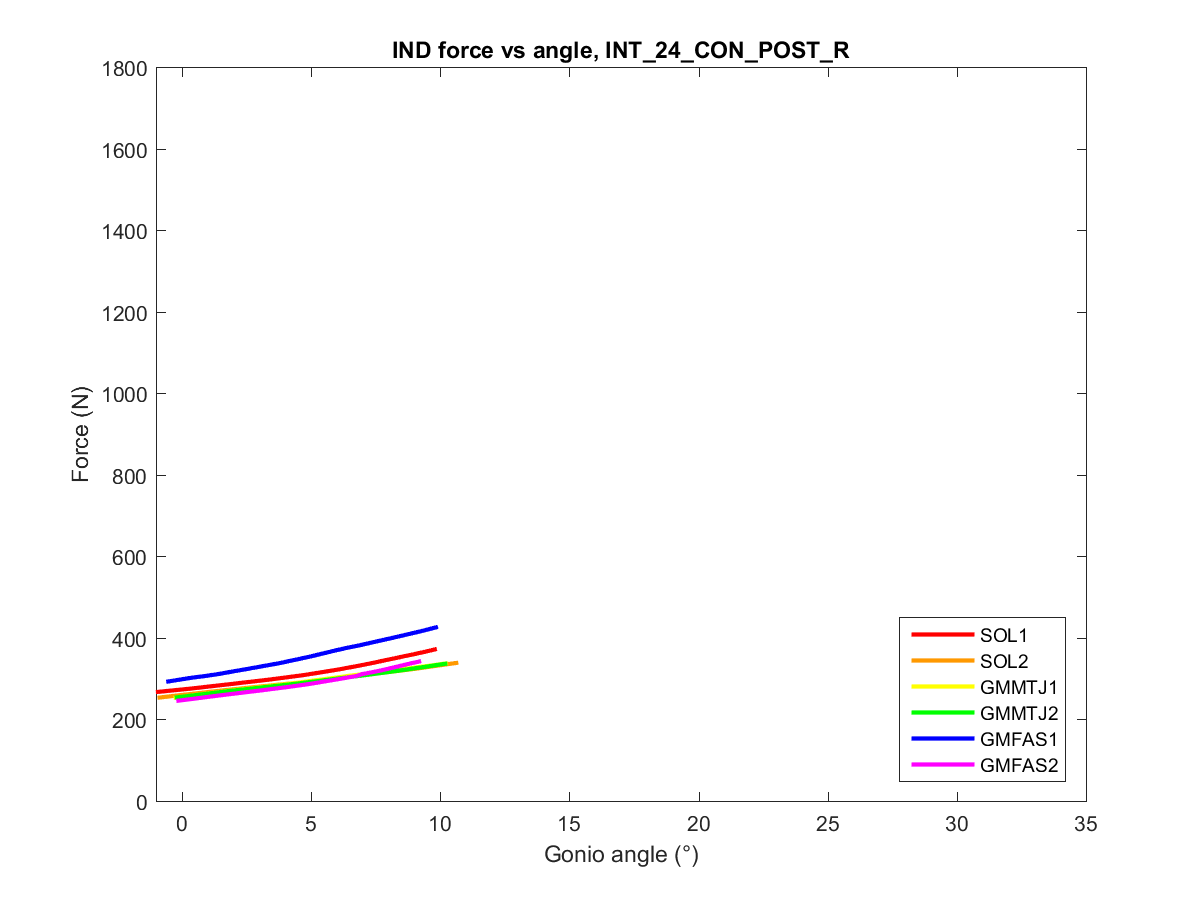 IND force vs angle, INT_24_CON_POST_R
1800
1600
1400
1200
1000
800
600
400
200
0
Force (N)
0 5 10 15 20 25 30 35
Gonio angle (°)
SOL1
SOL2
GMMTJ1
GMMTJ2
GMFAS1
GMFAS2